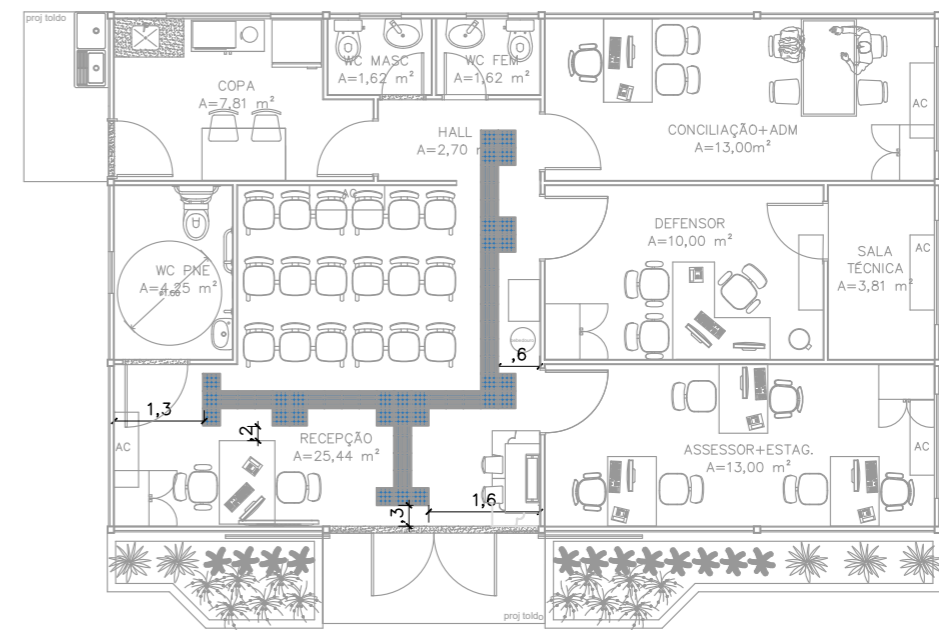 proj toldo
COPA
A=7,81 m²
WC MASC
A=1,62 m²
WC FEM
A=1,62 m²
HALL
A=2,70 m
CONCILIAÇÃO+ADM
A=13,00m²
AC
AC
WC PNE
A=4,25 m²
DEFENSOR
A=10,00 m²
SALA
TÉCNICA
A=3,81 m²
AC
,6
1,3
,2
RECEPÇÃO
A=25,44 m²
AC
ASSESSOR+ESTAG.
A=13,00 m²
AC
1,6
,3
proj toldo